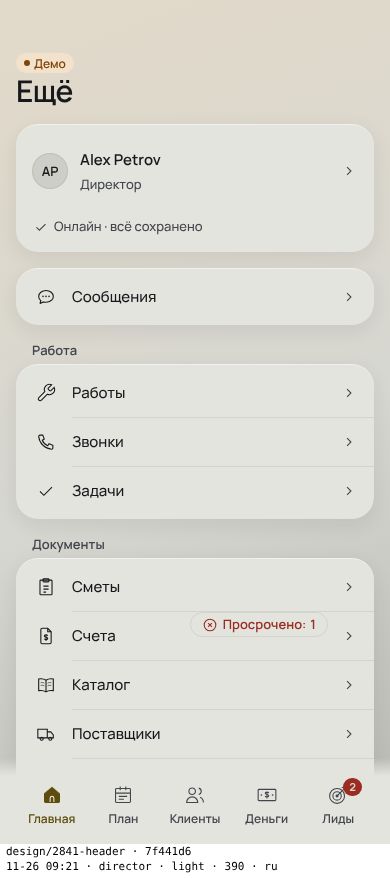 Демо
Ещё
AP
Alex Petrov
Директор
Онлайн · всё сохранено
Сообщения
Работа
Работы
Звонки
Задачи
Документы
Сметы
Счета
Просрочено: 1
Каталог
Поставщики
2
Главная
План
Клиенты
Деньги
Лиды
design/2841-header · 7f441d6
11-26 09:21 · director · light · 390 · ru